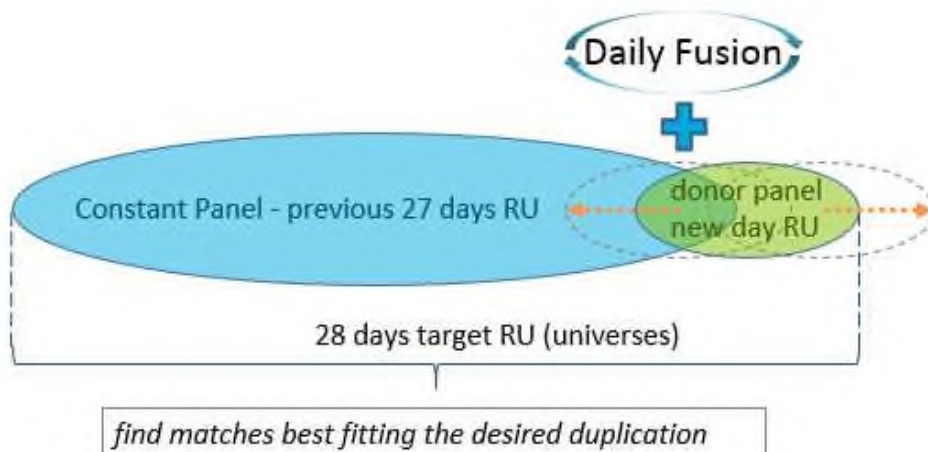 Daily Fusion
Constant Panel - previous 27 days RU
donor panel
new day RU
28 days target RU (universes)
find matches best fitting the desired duplication